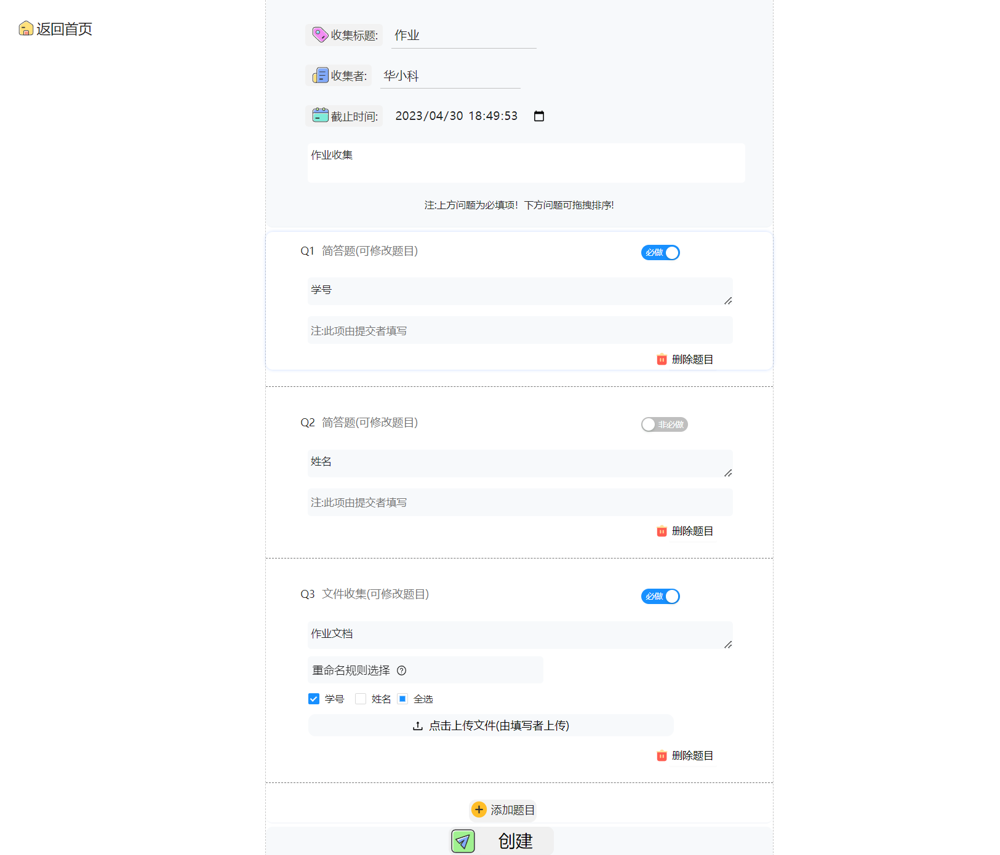 返回首页
收集标题: 作业
收集者: 华小科
截止时间: 2023/04/30 18:49:53
作业收集
注:上方问题为必填项！下方问题可拖拽排序!
Q1 简答题(可修改题目) 必做
学号
注:此项由提交者填写
删除题目
Q2 简答题(可修改题目) 非必做
姓名
注:此项由提交者填写
删除题目
Q3 文件收集(可修改题目) 必做
作业文档
重命名规则选择
学号 姓名 全选
点击上传文件(由填写者上传)
删除题目
添加题目
创建